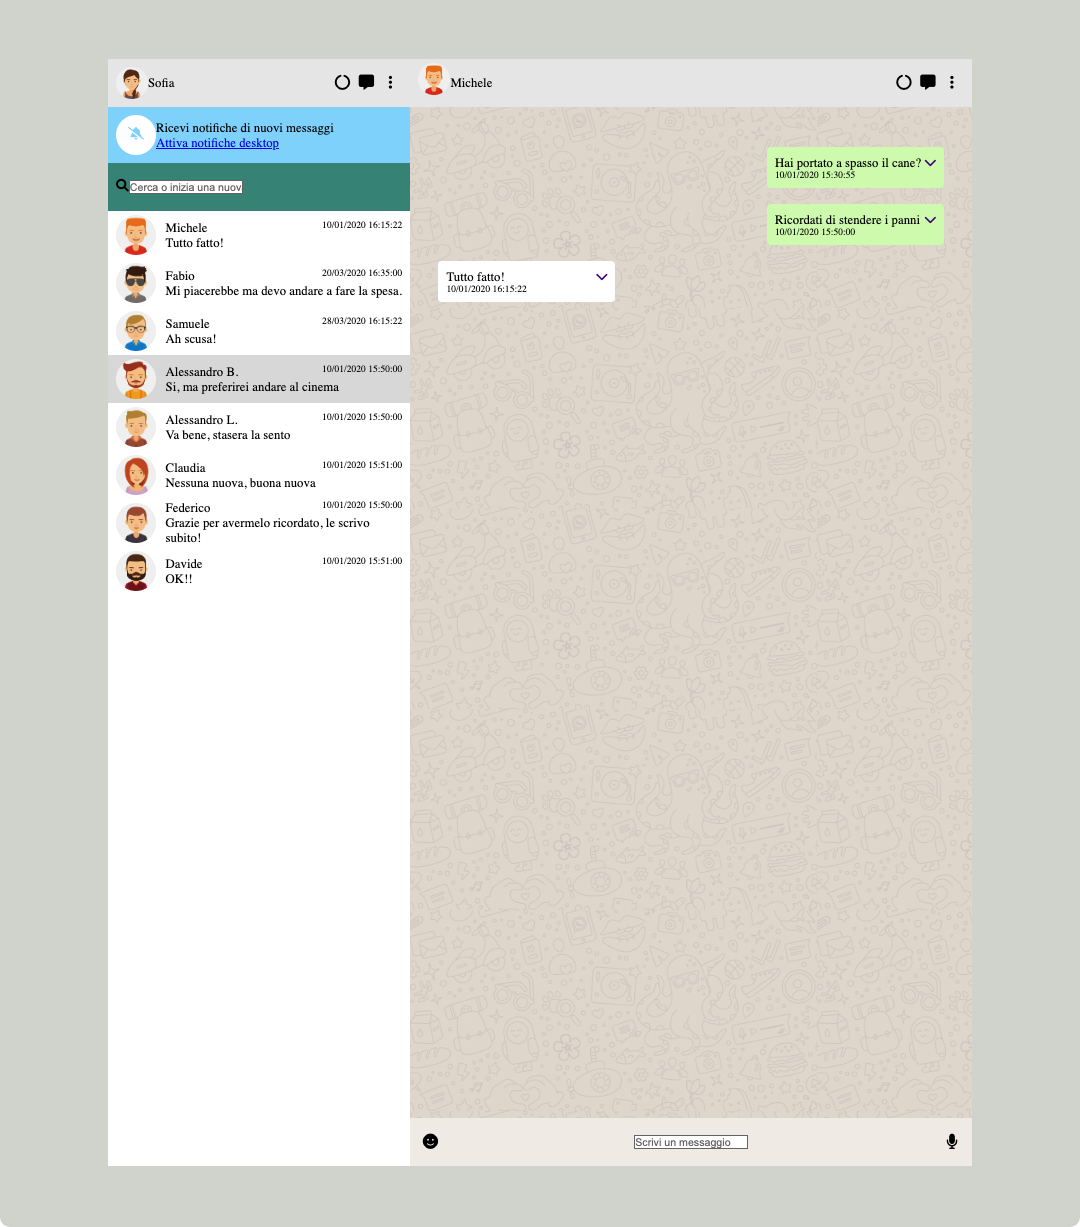 Sofia
Michele
Ricevi notifiche di nuovi messaggi
Attiva notifiche desktop
Cerca o inizia una nuov
Michele 10/01/2020 16:15:22
Tutto fatto!
Fabio 20/03/2020 16:35:00
Mi piacerebbe ma devo andare a fare la spesa.
Samuele 28/03/2020 16:15:22
Ah scusa!
Alessandro B. 10/01/2020 15:50:00
Si, ma preferirei andare al cinema
Alessandro L. 10/01/2020 15:50:00
Va bene, stasera la sento
Claudia 10/01/2020 15:51:00
Nessuna nuova, buona nuova
Federico 10/01/2020 15:50:00
Grazie per avermelo ricordato, le scrivo
subito!
Davide 10/01/2020 15:51:00
OK!!
Hai portato a spasso il cane?
10/01/2020 15:30:55
Ricordati di stendere i panni
10/01/2020 15:50:00
Tutto fatto!
10/01/2020 16:15:22
Scrivi un messaggio